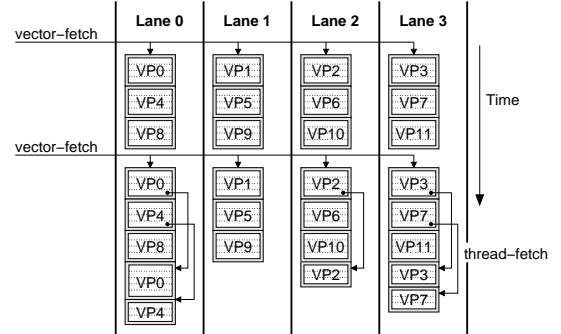 Lane 0 Lane 1 Lane 2 Lane 3
vector−fetch
VP0 VP1 VP2 VP3
VP4 VP5 VP6 VP7
Time
VP8 VP9 VP10 VP11
vector−fetch
VP0 VP1 VP2 VP3
VP4 VP5 VP6 VP7
VP8 VP9 VP10 VP11
thread−fetch
VP0 VP2 VP3
VP4 VP7